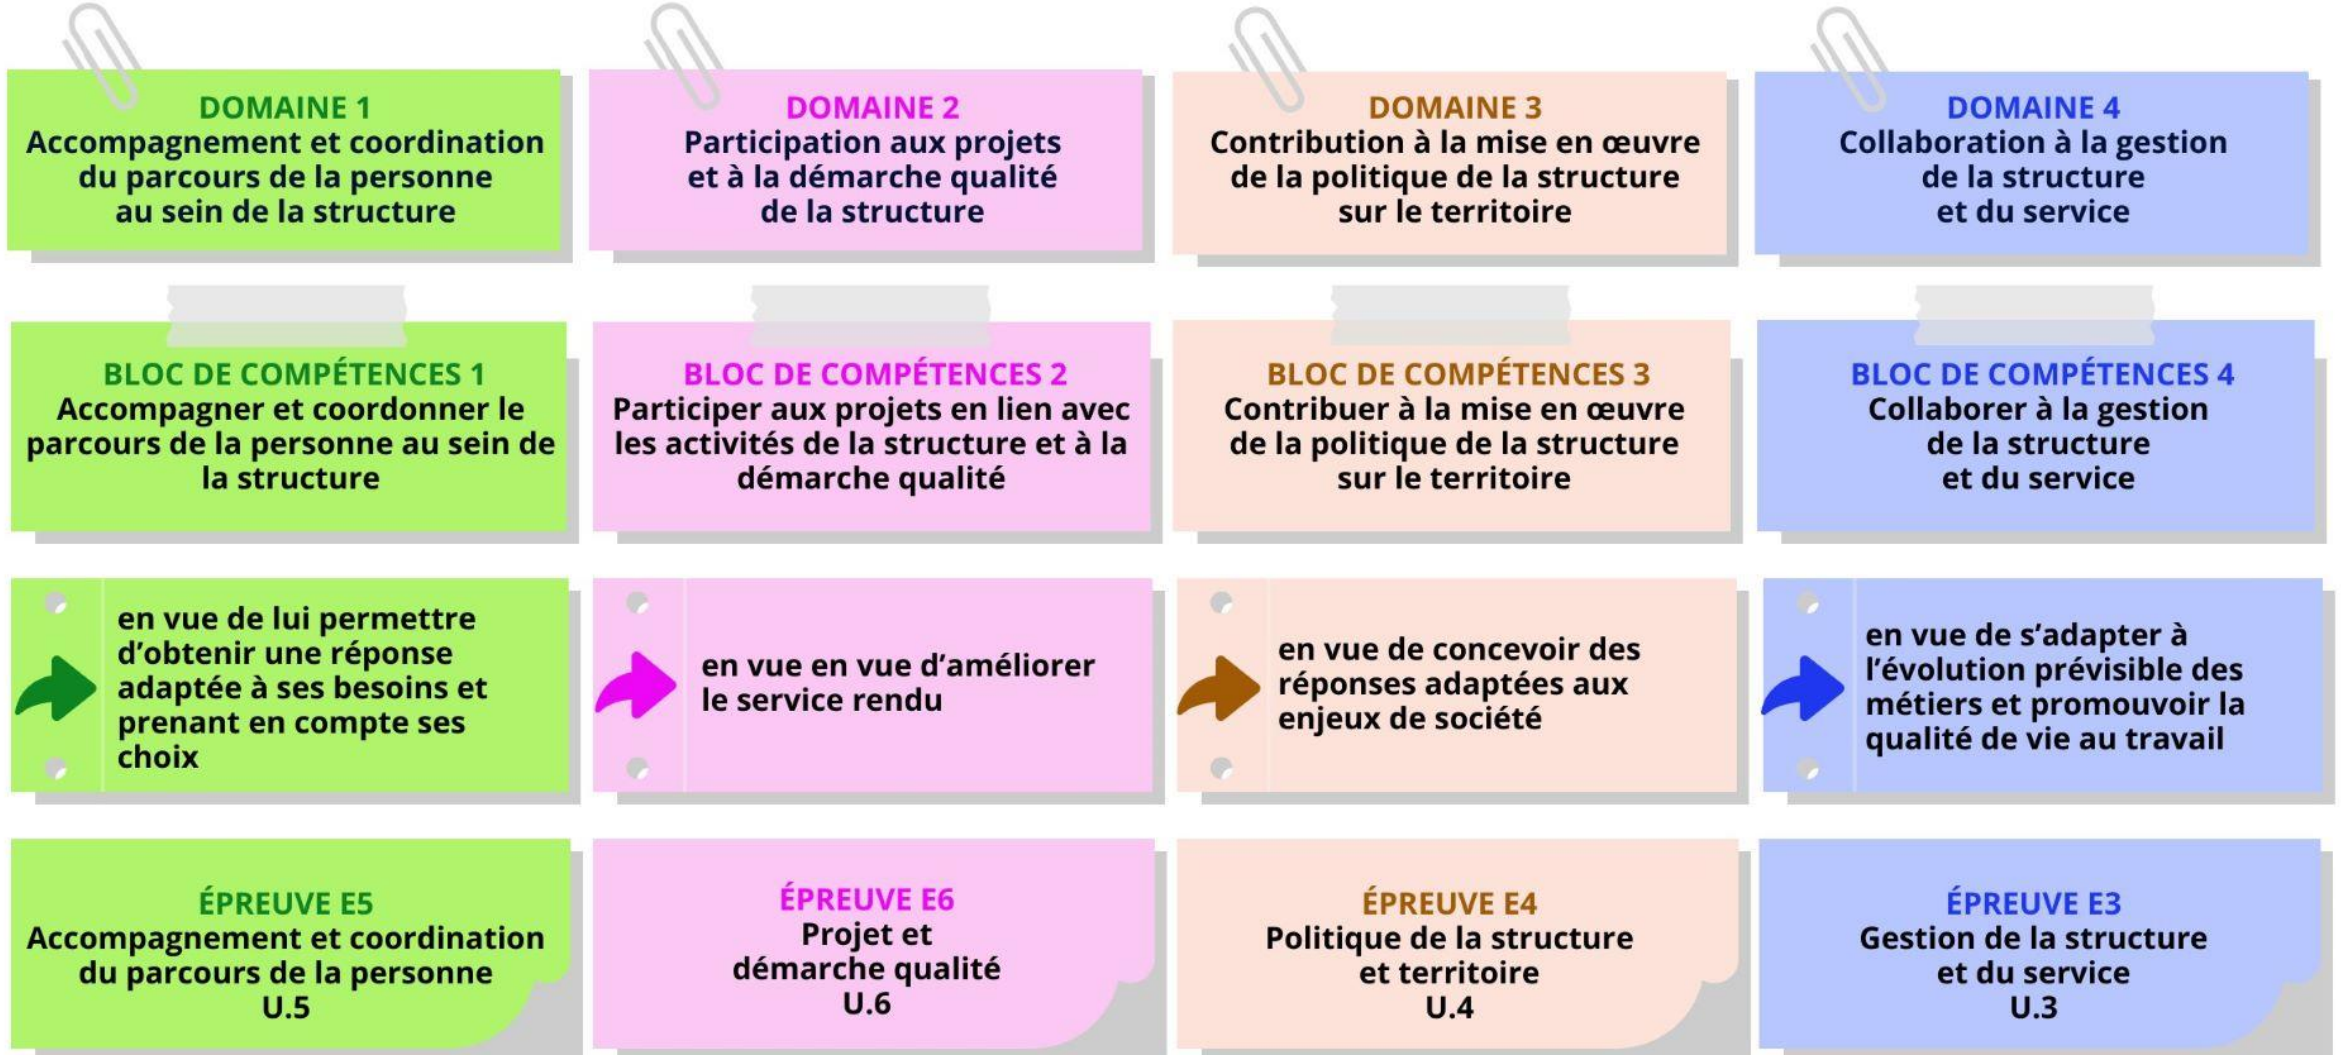 DOMAINE 1
Accompagnement et coordination
du parcours de la personne
au sein de la structure
DOMAINE 2
Participation aux projets
et à la démarche qualité
de la structure
DOMAINE 3
Contribution à la mise en œuvre
de la politique de la structure
sur le territoire
DOMAINE 4
Collaboration à la gestion
de la structure
et du service
BLOC DE COMPÉTENCES 1
Accompagner et coordonner le
parcours de la personne au sein de
la structure
BLOC DE COMPÉTENCES 2
Participer aux projets en lien avec
les activités de la structure et à la
démarche qualité
BLOC DE COMPÉTENCES 3
Contribuer à la mise en œuvre
de la politique de la structure
sur le territoire
BLOC DE COMPÉTENCES 4
Collaborer à la gestion
de la structure
et du service
en vue de lui permettre
d’obtenir une réponse
adaptée à ses besoins et
prenant en compte ses
choix
en vue en vue d’améliorer
le service rendu
en vue de concevoir des
réponses adaptées aux
enjeux de société
en vue de s’adapter à
l’évolution prévisible des
métiers et promouvoir la
qualité de vie au travail
ÉPREUVE E5
Accompagnement et coordination
du parcours de la personne
U.5
ÉPREUVE E6
Projet et
démarche qualité
U.6
ÉPREUVE E4
Politique de la structure
et territoire
U.4
ÉPREUVE E3
Gestion de la structure
et du service
U.3